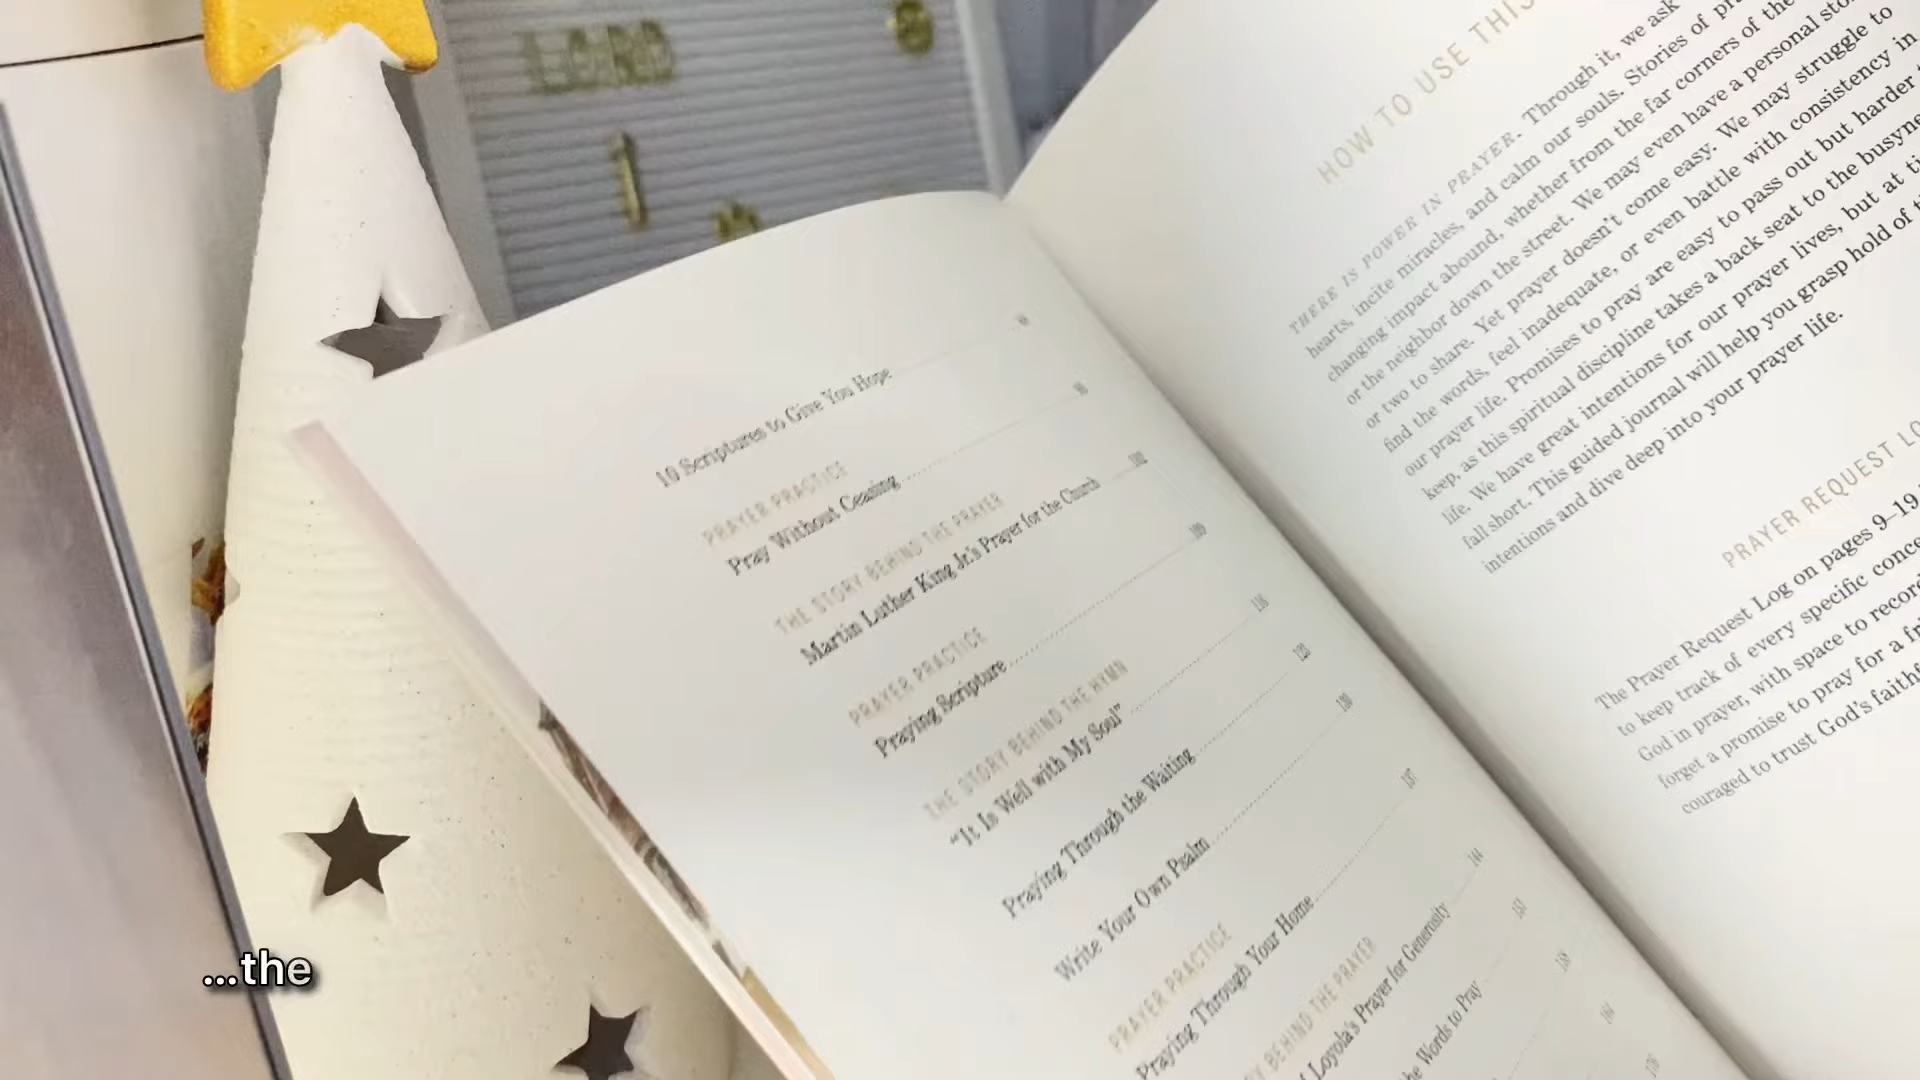 LORD
10 Scriptures to Give You Hope
PRAYER PRACTICE
Pray Without Ceasing
THE STORY BEHIND THE PRAYER
Martin Luther King Jr.'s Prayer for the Church 102
PRAYER PRACTICE
Praying Scripture 109
THE STORY BEHIND THE HYMN
"It Is Well with My Soul" 116
Praying Through the Waiting 123
Write Your Own Psalm 130
PRAYER PRACTICE
Praying Through Your Home 137
BEHIND THE PRAYER
Loyola's Prayer for Generosity 144
the Words to Pray 151
158
164
HOW TO USE THIS
THERE IS POWER IN PRAYER. Through it, we ask
hearts, incite miracles, and calm our souls. Stories of
changing impact abound, whether from the far corners of the
or the neighbor down the street. We may even have a personal
or two to share. Yet prayer doesn't come easy. We may struggle to
find the words, feel inadequate, or even battle with consistency in
our prayer life. Promises to pray are easy to pass out but harder
keep, as this spiritual discipline takes a back seat to the
life. We have great intentions for our prayer lives, but at
fall short. This guided journal will help you grasp hold of
intentions and dive deep into your prayer life.
PRAYER REQUEST
The Prayer Request Log on pages 9–19
to keep track of every specific
God in prayer, with space to
forget a promise to pray for a
couraged to trust God's
...the